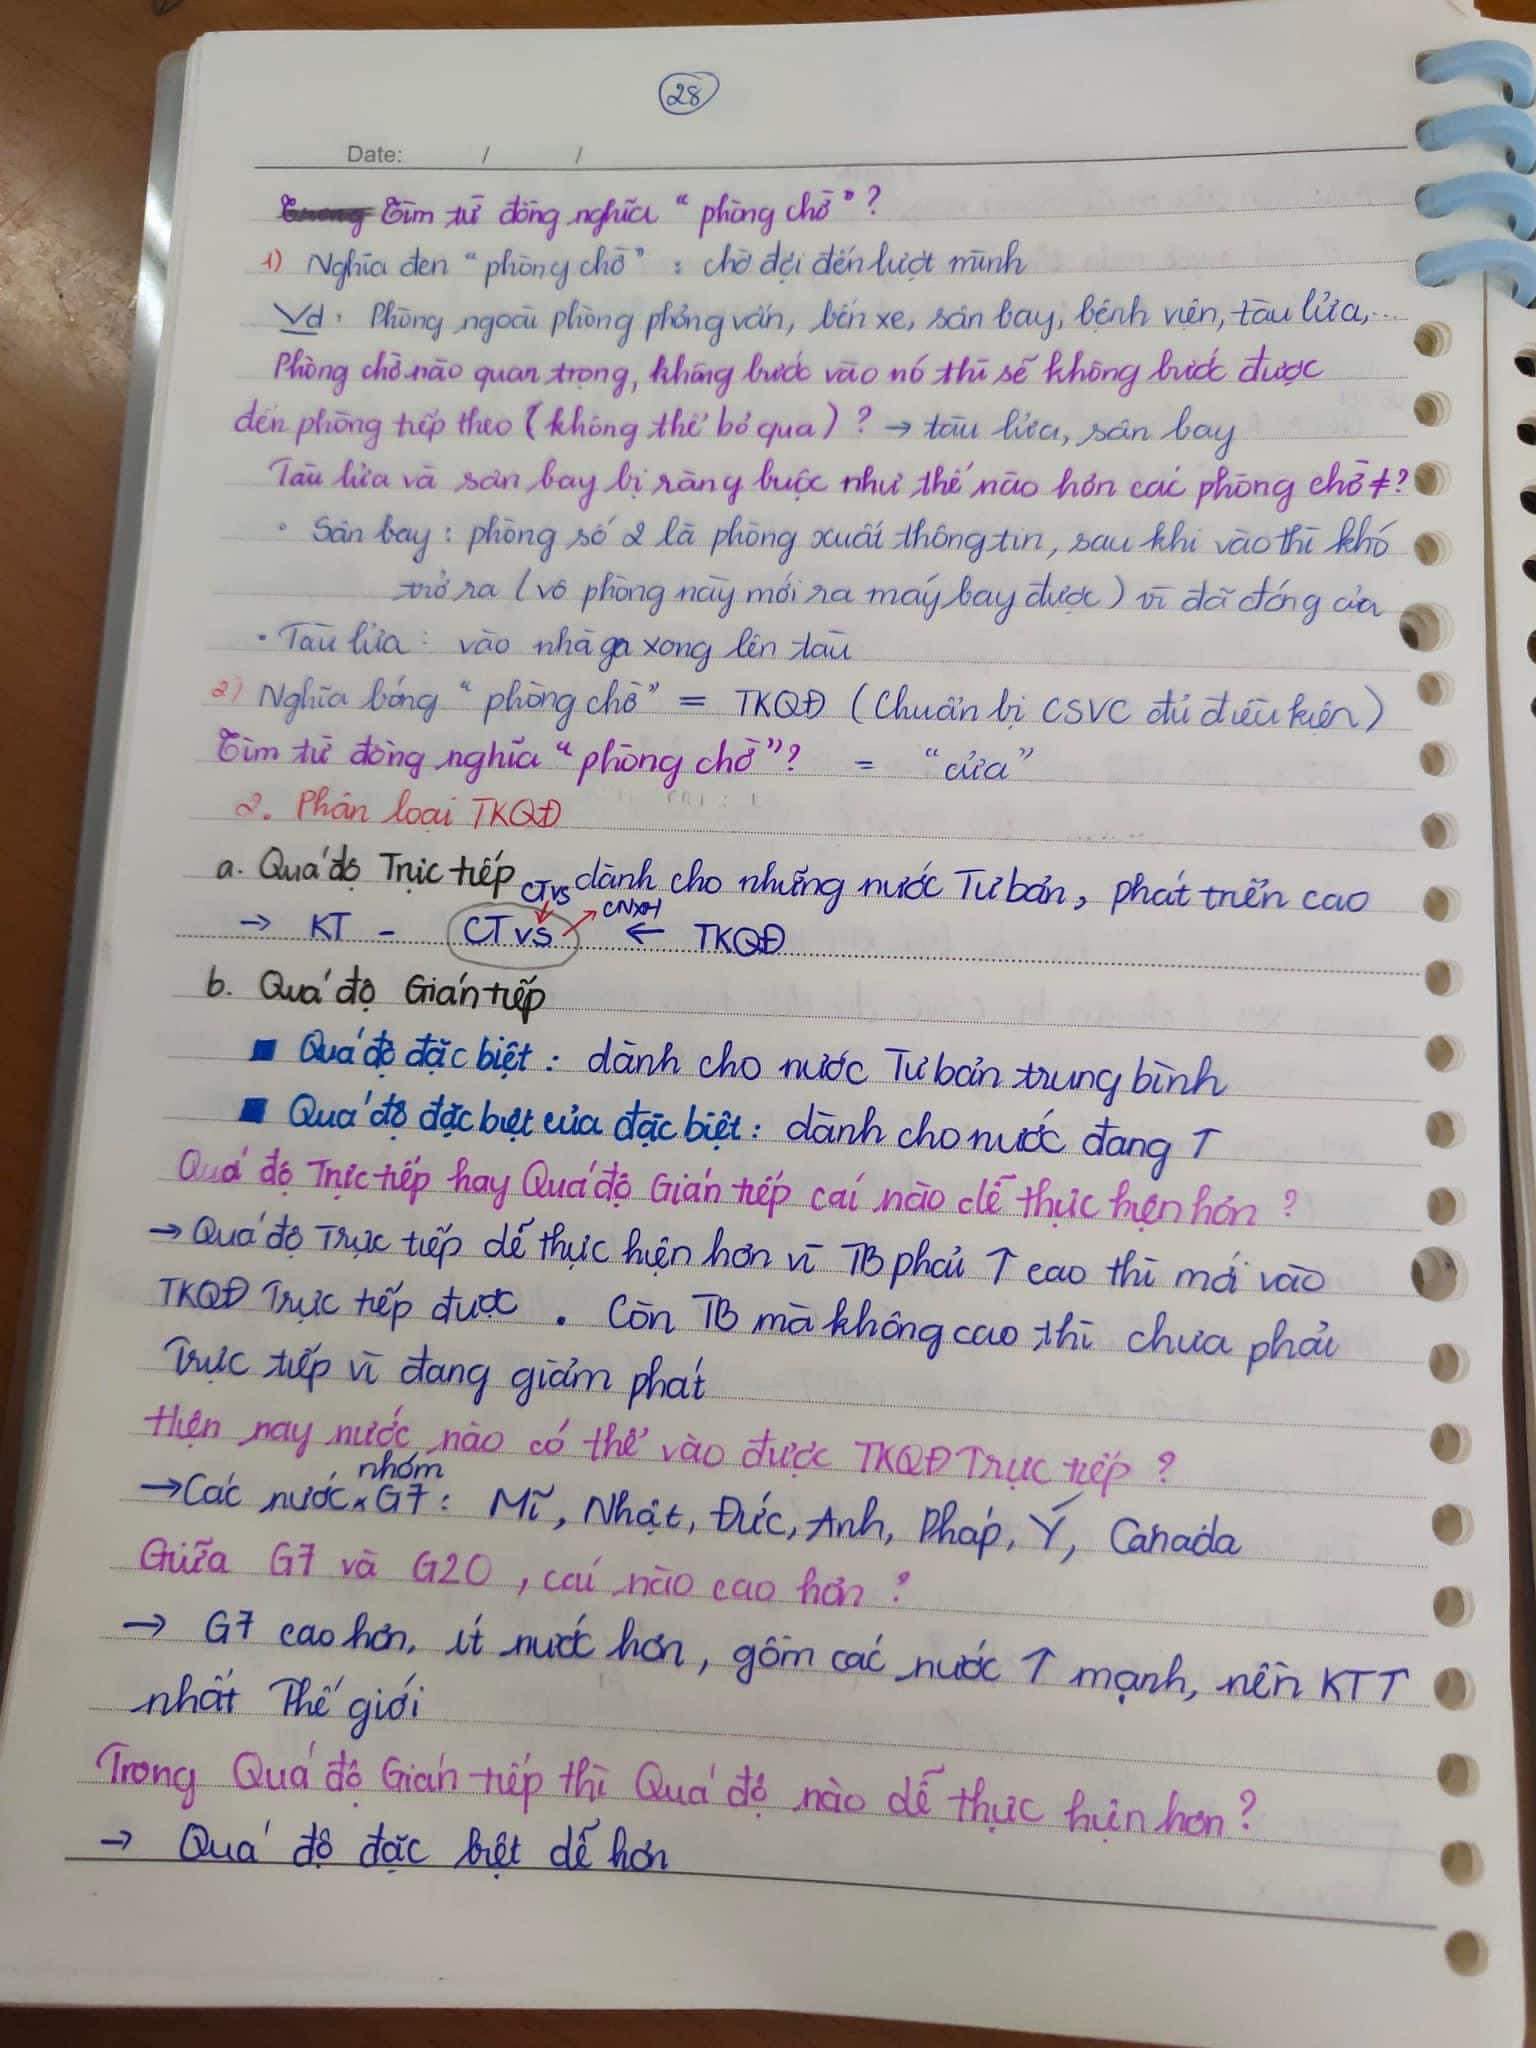 28
Date: / /
Tìm từ đồng nghĩa "phòng chờ"?
1) Nghĩa đen "phòng chờ" : chờ đợi đến lượt mình
Vd: Phòng ngoài phòng phỏng vấn, bến xe, sân bay, bệnh viện, tàu lửa,...
Phòng chờ nào quan trọng, không bước vào nó thì sẽ không bước được
đến phòng tiếp theo (không thể bỏ qua)? → tàu lửa, sân bay
Tàu lửa và sân bay bị ràng buộc như thế nào hơn các phòng chờ ≠?
• Sân bay: phòng số 2 là phòng xuất thông tin, sau khi vào thì khó
trở ra (vô phòng này mới ra máy bay được) vì đã đóng cửa
• Tàu lửa: vào nhà ga xong lên tàu
2) Nghĩa bóng "phòng chờ" = TKQĐ (Chuẩn bị CSVC đủ điều kiện)
Tìm từ đồng nghĩa "phòng chờ"? = "cửa"
2. Phân loại TKQĐ
a. Quá độ Trực tiếp dành cho những nước Tư bản, phát triển cao
CTVS CNXH
→ KT - CTVS ← TKQĐ
b. Quá độ Gián tiếp
■ Quá độ đặc biệt: dành cho nước Tư bản trung bình
■ Quá độ đặc biệt của đặc biệt: dành cho nước đang ↑
Quá độ Trực tiếp hay Quá độ Gián tiếp cái nào dễ thực hiện hơn?
→ Quá độ Trực tiếp dễ thực hiện hơn vì TB phải ↑ cao thì mới vào
TKQĐ Trực tiếp được. Còn TB mà không cao thì chưa phải
Trực tiếp vì đang giảm phát
Hiện nay nước nào có thể vào được TKQĐ Trực tiếp?
→ Các nước nhóm G7: Mĩ, Nhật, Đức, Anh, Pháp, Ý, Canada
Giữa G7 và G20, cái nào cao hơn?
→ G7 cao hơn, ít nước hơn, gồm các nước ↑ mạnh, nền KTT
nhất Thế giới
Trong Quá độ Gián tiếp thì Quá độ nào dễ thực hiện hơn?
→ Quá độ đặc biệt dễ hơn